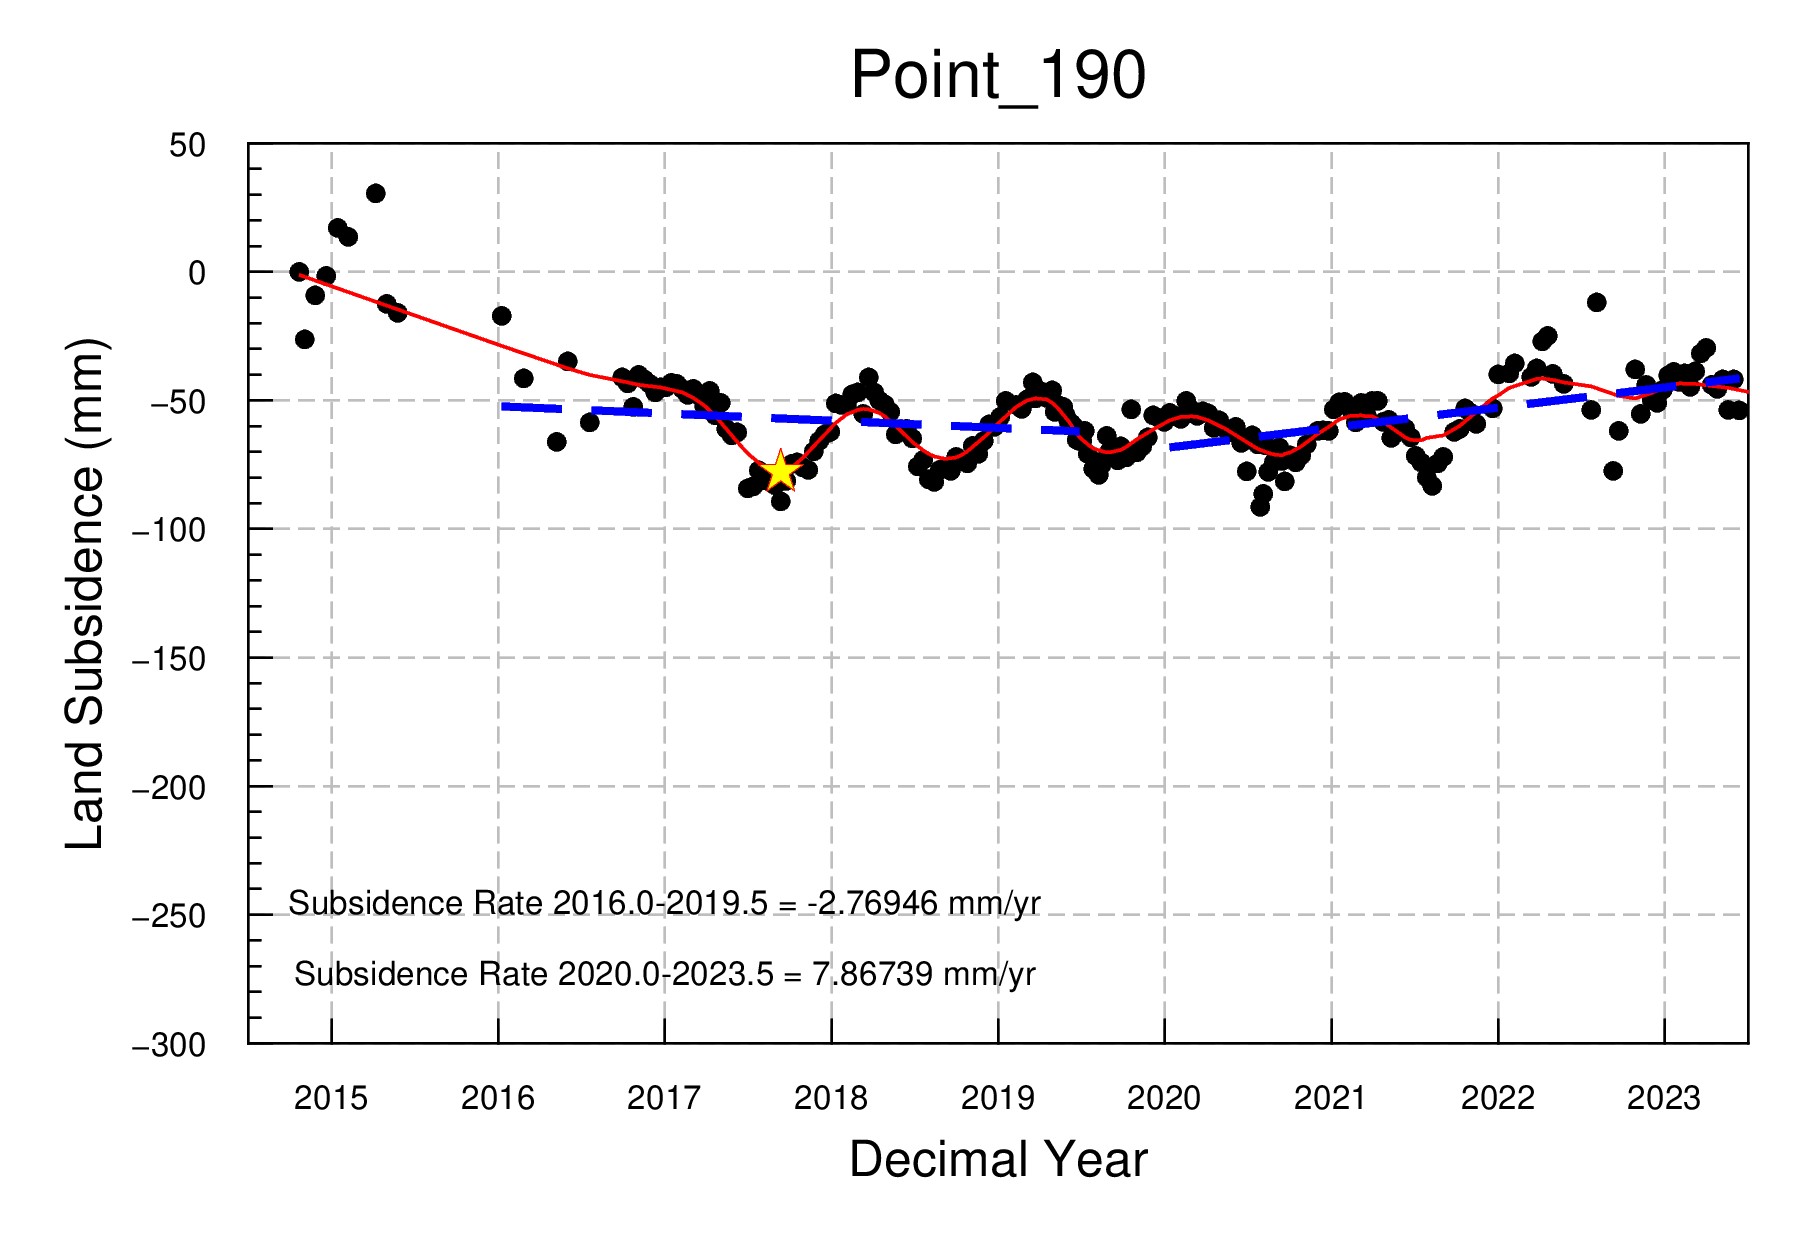 Point_190
50
0
−50
−100
−150
−200
−250
−300
Land Subsidence (mm)
Subsidence Rate 2016.0-2019.5 = -2.76946 mm/yr
Subsidence Rate 2020.0-2023.5 = 7.86739 mm/yr
2015 2016 2017 2018 2019 2020 2021 2022 2023
Decimal Year